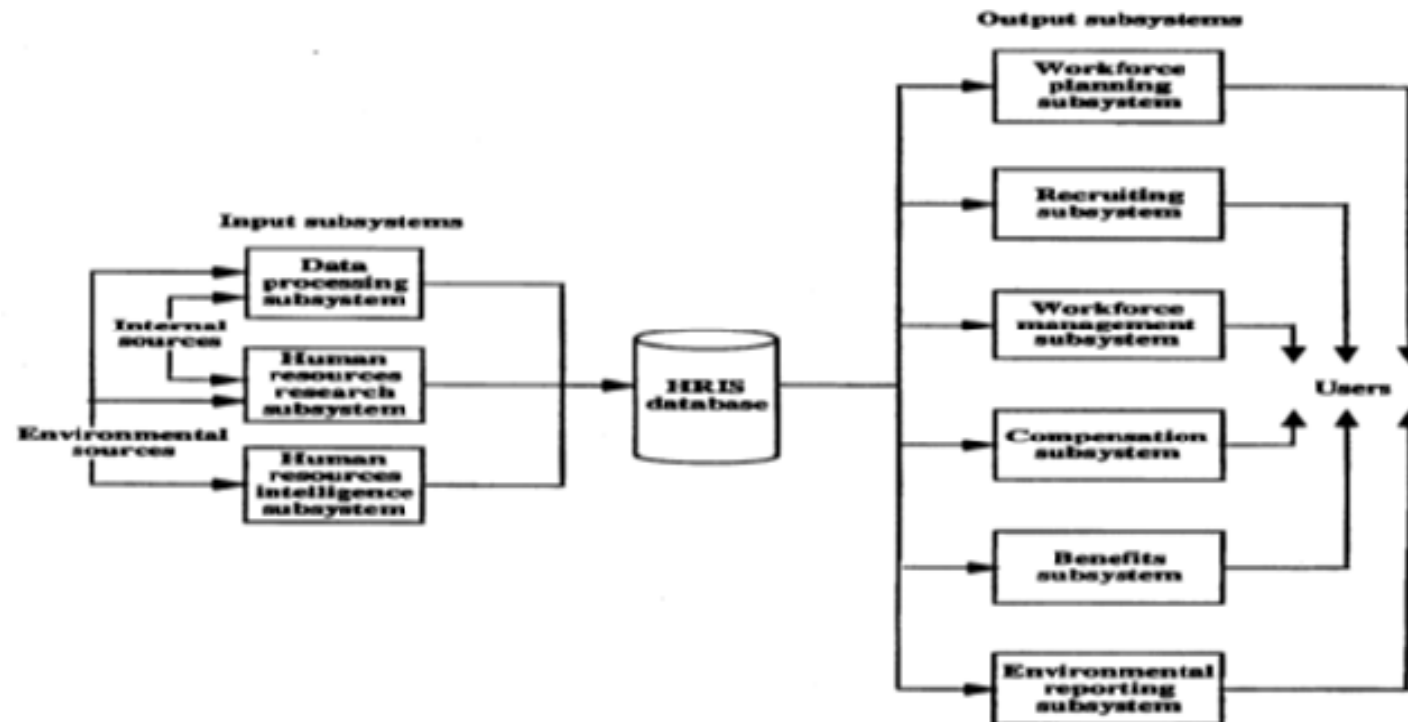 Output subsystems
Workforce
planning
subsystem
Recruiting
subsystem
Input subsystems
Data
processing
subsystem
Internal
sources
Workforce
management
subsystem
Human
resources
research
subsystem
HRIS
database
Users
Environmental
sources
Compensation
subsystem
Human
resources
intelligence
subsystem
Benefits
subsystem
Environmental
reporting
subsystem